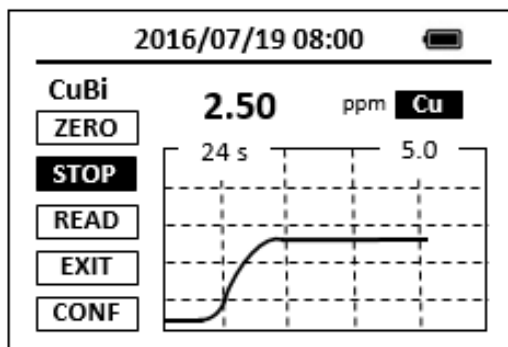 2016/07/19 08:00
CuBi
2.50 ppm Cu
ZERO
24 s 5.0
STOP
READ
EXIT
CONF